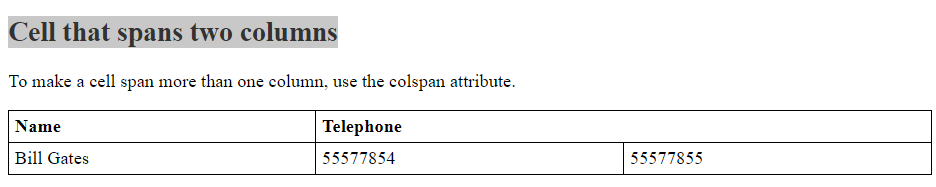 Cell that spans two columns
To make a cell span more than one column, use the colspan attribute.
Name Telephone
Bill Gates 55577854 55577855